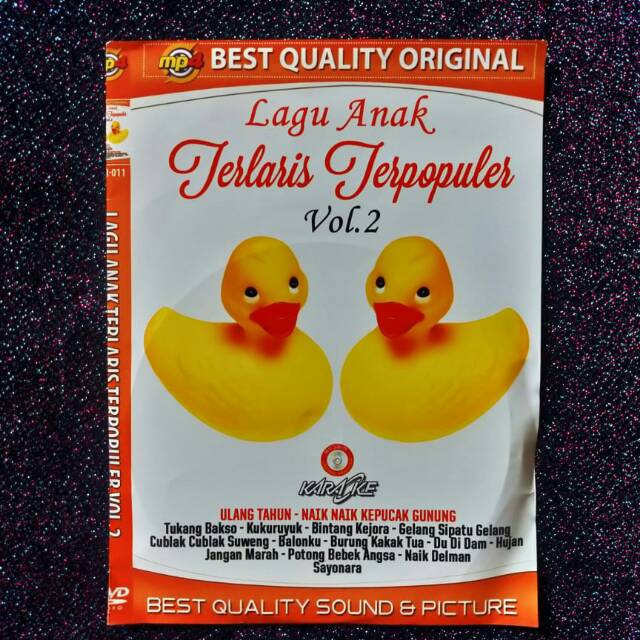 mp4 BEST QUALITY ORIGINAL
Lagu Anak
Terlaris Terpopuler
Vol.2
KARAOKE
ULANG TAHUN - NAIK NAIK KEPUCAK GUNUNG
Tukang Bakso - Kukuruyuk - Bintang Kejora - Gelang Sipatu Gelang
Cublak Cublak Suweng - Balonku - Burung Kakak Tua - Du Di Dam - Hujan
Jangan Marah - Potong Bebek Angsa - Naik Delman
Sayonara
BEST QUALITY SOUND & PICTURE
LAGU ANAK TERLARIS TERPOPULER VOL 2